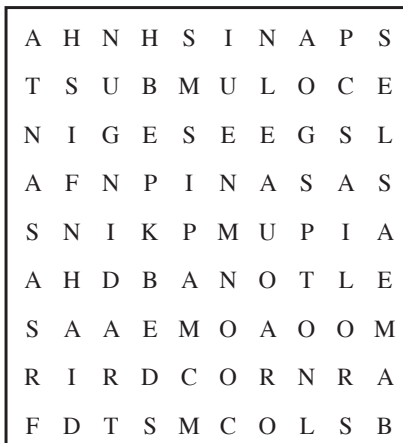 A H N H S I N A P S
T S U B M U L O C E
N I G E S E E G S L
A F N P I N A S A S
S N I K P M U P I A
A H D B A N O T L E
S A A E M O A O O M
R I R D C O R N R A
F D T S M C O L S B